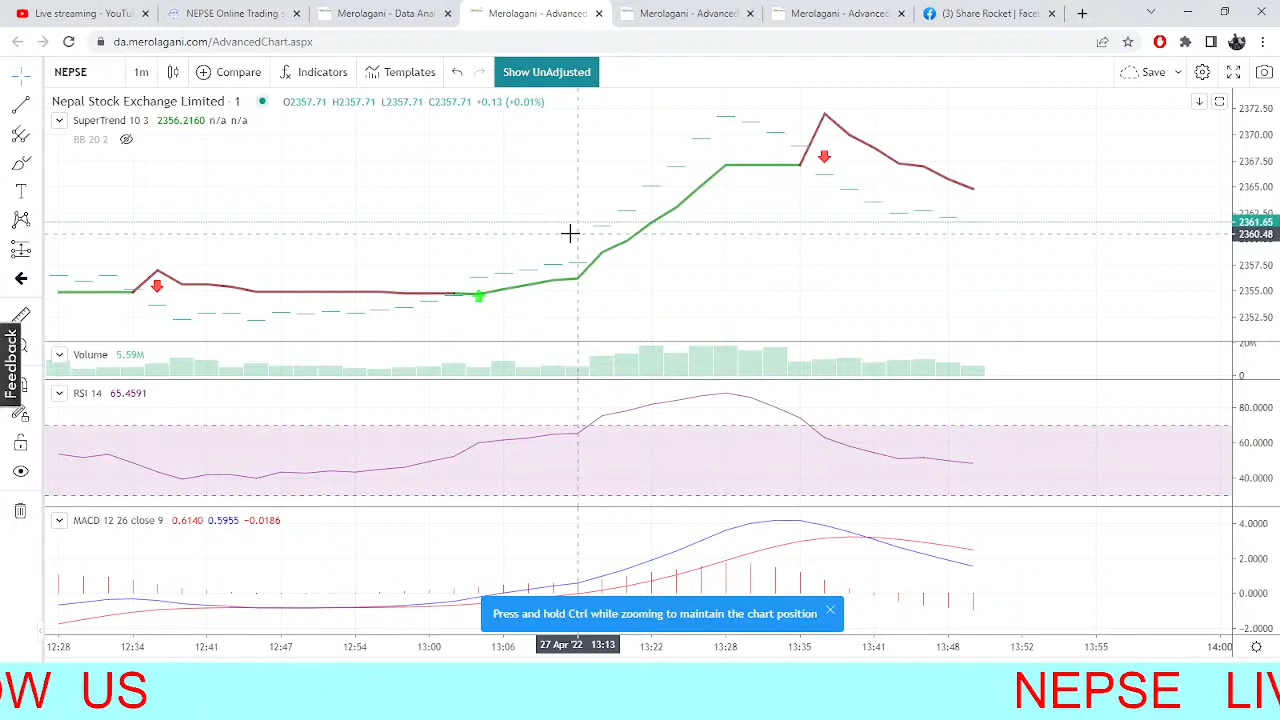 Live streaming - YouTub
NEPSE Online Trading s
Merolagani - Data Anal
Merolagani - Advanced
Merolagani - Advanced
Merolagani - Advanced
(3) Share Rocket | Faceb
da.merolagani.com/AdvancedChart.aspx
NEPSE 1m Compare Indicators Templates Show UnAdjusted Save
Nepal Stock Exchange Limited · 1 O2357.71 H2357.71 L2357.71 C2357.71 +0.13 (+0.01%)
SuperTrend 10 3 2356.2160 n/a n/a
BB 20 2
2372.50
2370.00
2367.50
2365.00
2362.50
2361.65
2360.48
2357.50
2355.00
2352.50
Feedback
Volume 5.59M
20M
0
RSI 14 65.4591
80.0000
60.0000
40.0000
MACD 12 26 close 9 0.6140 0.5955 −0.0186
4.0000
2.0000
0.0000
-2.0000
Press and hold Ctrl while zooming to maintain the chart position
12:28 12:34 12:41 12:47 12:54 13:00 13:06 27 Apr '22 13:13 13:22 13:28 13:35 13:41 13:48 13:52 13:55 14:00
OW US NEPSE LIV